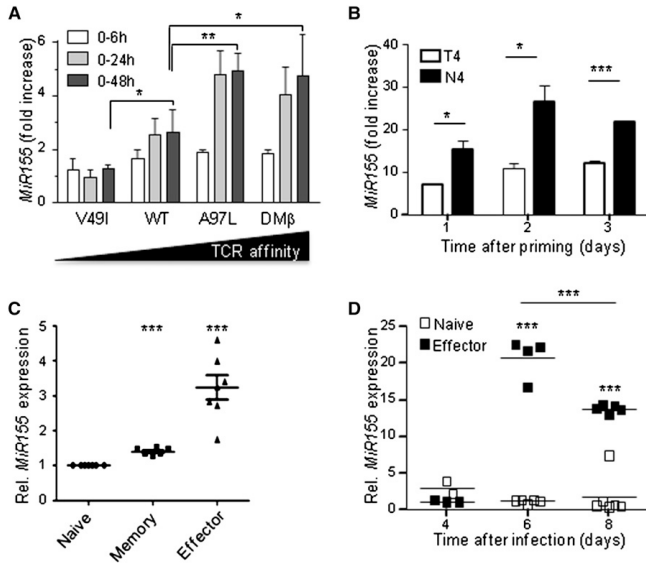 A
MiR155 (fold increase)
6
4
2
0
0-6h
0-24h
0-48h
*
**
*
V49I WT A97L DMβ
TCR affinity
B
MiR155 (fold increase)
40
30
20
10
0
T4
N4
*
*
***
1 2 3
Time after priming (days)
C
Rel. MiR155 expression
5
4
3
2
1
0
*** ***
Naive Memory Effector
D
Rel. MiR155 expression
25
20
15
10
5
0
Naive
Effector
***
***
***
4 6 8
Time after infection (days)